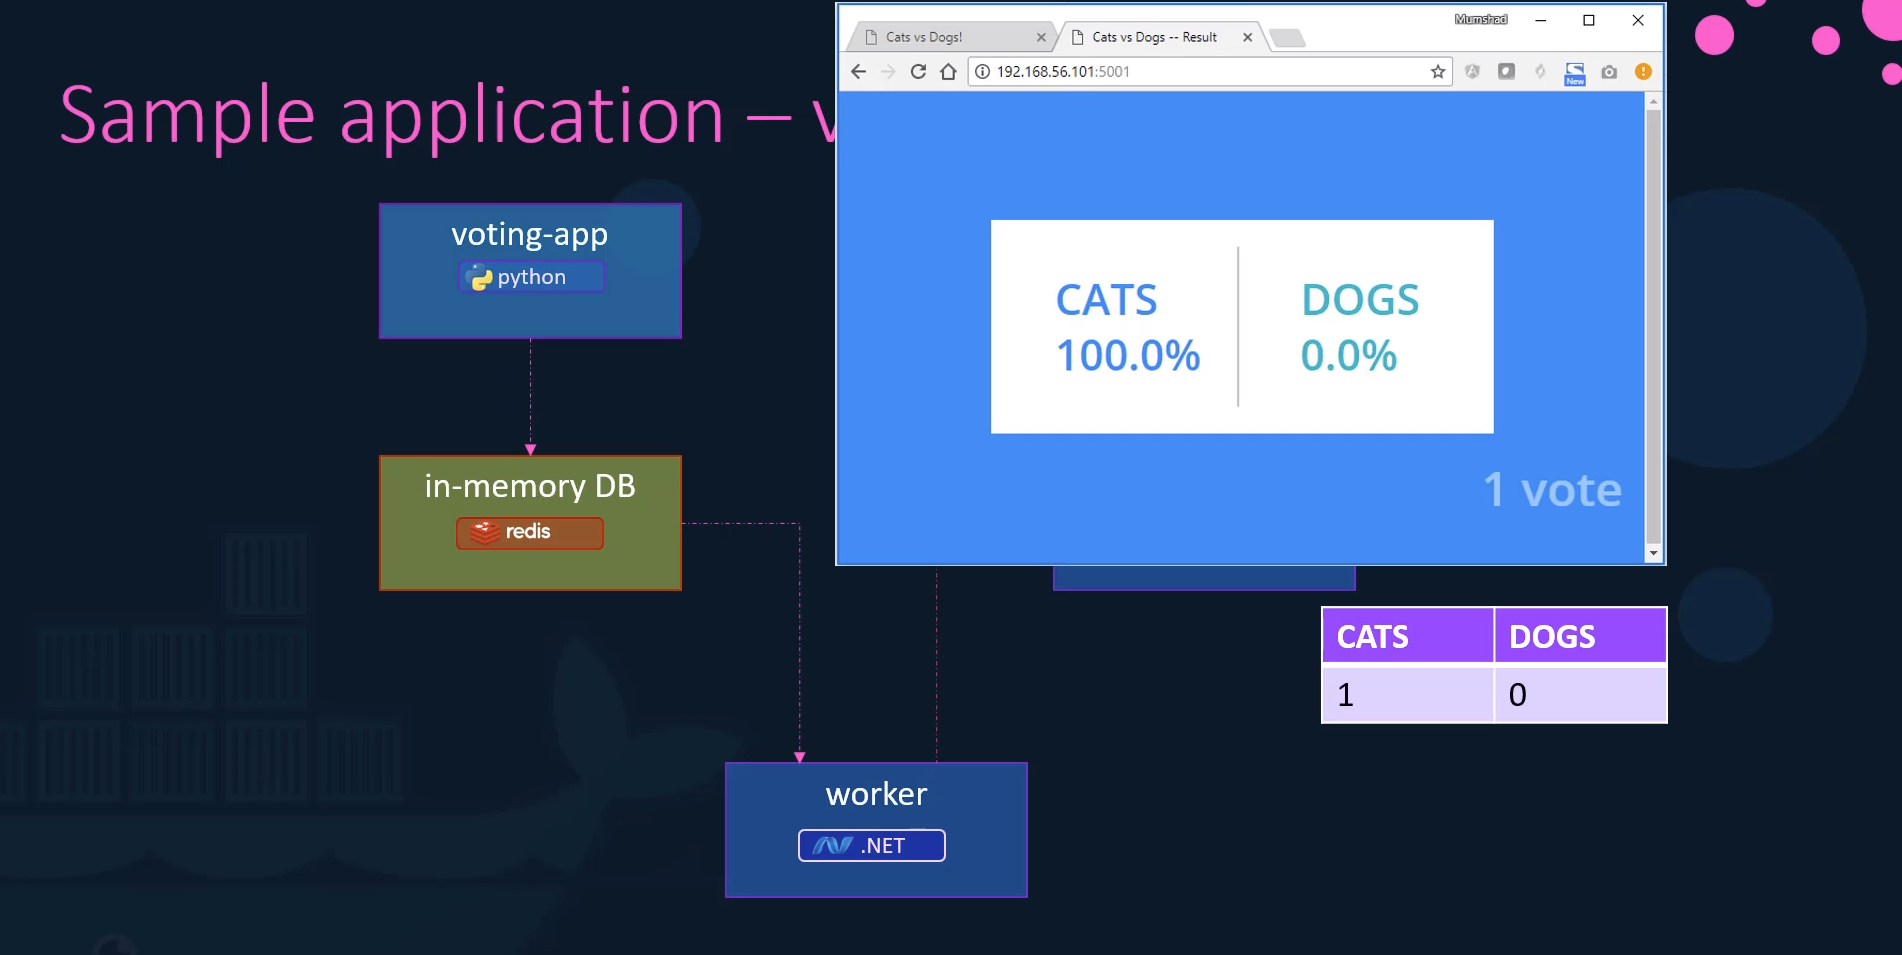 Sample application – v
Mumshad
Cats vs Dogs!
Cats vs Dogs -- Result
192.168.56.101:5001
New
CATS
100.0%
DOGS
0.0%
1 vote
voting-app
python
in-memory DB
redis
CATS DOGS
1 0
worker
.NET